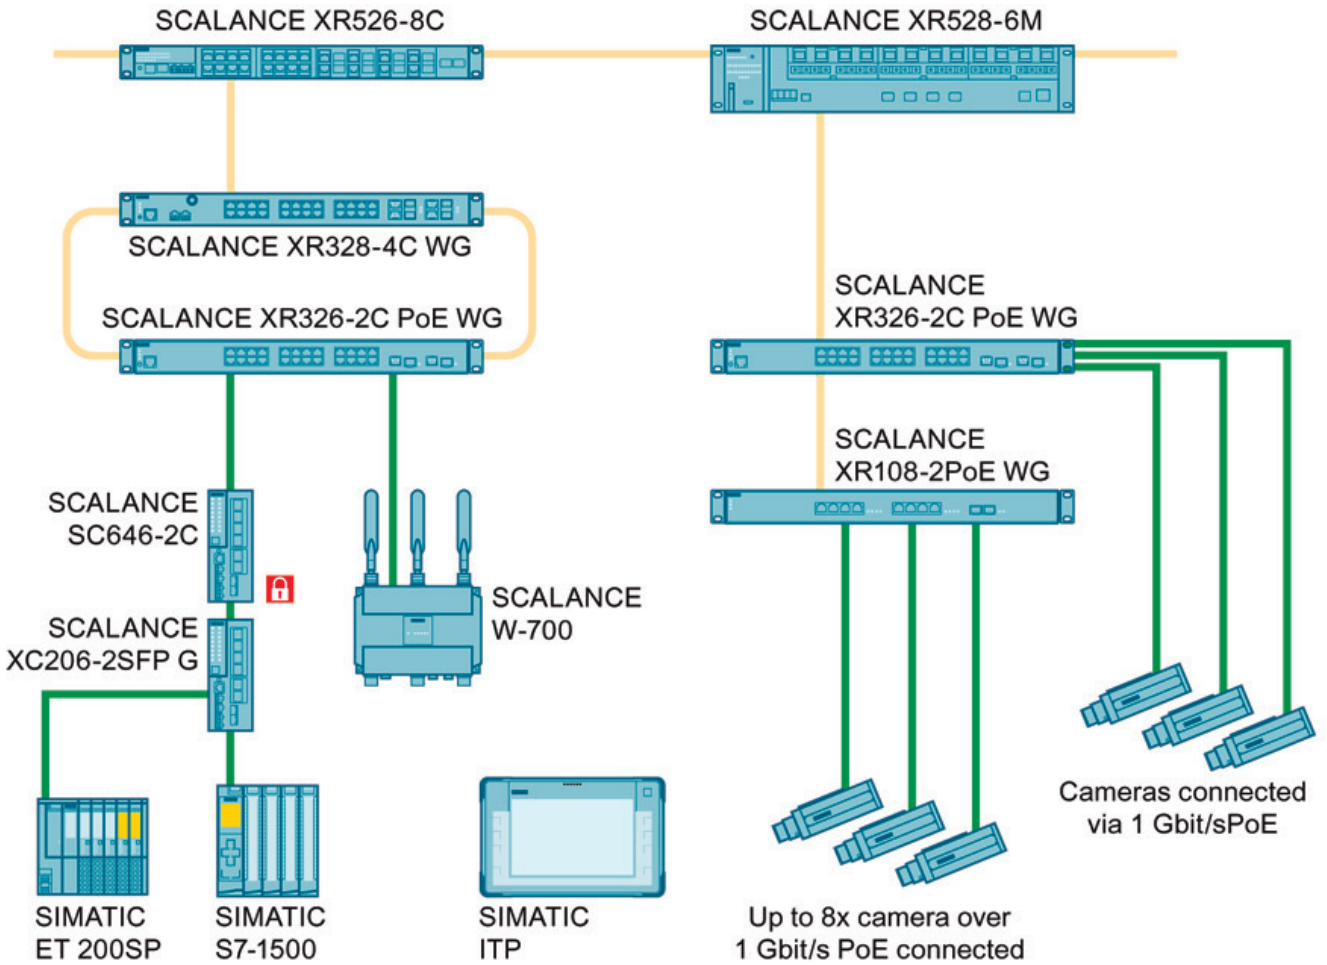 SCALANCE XR526-8C
SCALANCE XR528-6M
SCALANCE XR328-4C WG
SCALANCE XR326-2C PoE WG
SCALANCE
XR326-2C PoE WG
SCALANCE
XR108-2PoE WG
SCALANCE
SC646-2C
SCALANCE
W-700
SCALANCE
XC206-2SFP G
Cameras connected
via 1 Gbit/sPoE
SIMATIC
ET 200SP
SIMATIC
S7-1500
SIMATIC
ITP
Up to 8x camera over
1 Gbit/s PoE connected